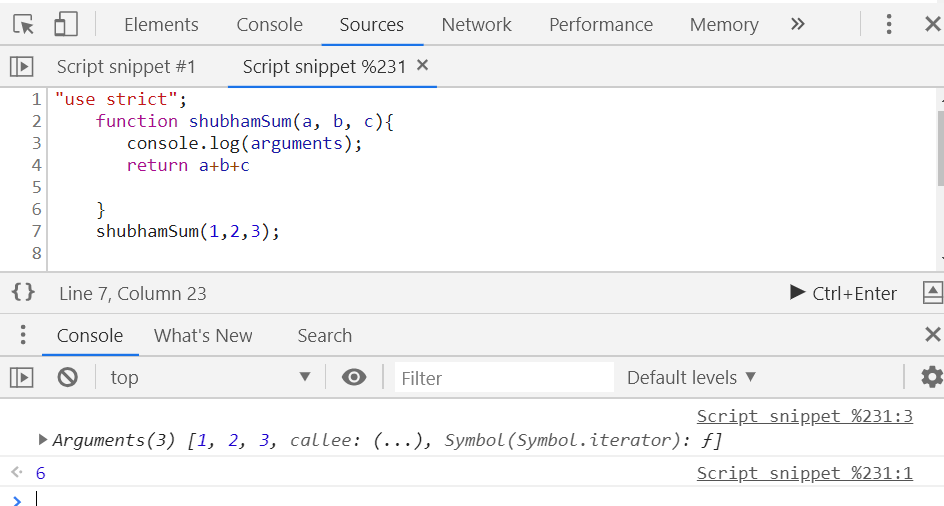 Elements Console Sources Network Performance Memory »
Script snippet #1 Script snippet %231 ×
1 "use strict";
2 function shubhamSum(a, b, c){
3 console.log(arguments);
4 return a+b+c
5
6 }
7 shubhamSum(1,2,3);
8
{} Line 7, Column 23 Ctrl+Enter
Console What's New Search
top Filter Default levels
Script snippet %231:3
Arguments(3) [1, 2, 3, callee: (...), Symbol(Symbol.iterator): ƒ]
6 Script snippet %231:1